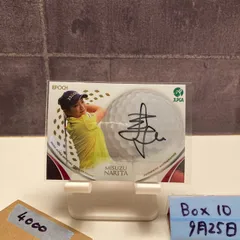 EPOCH
JLPGA
MISUZU
NARITA
4000
Box 10
9月25日